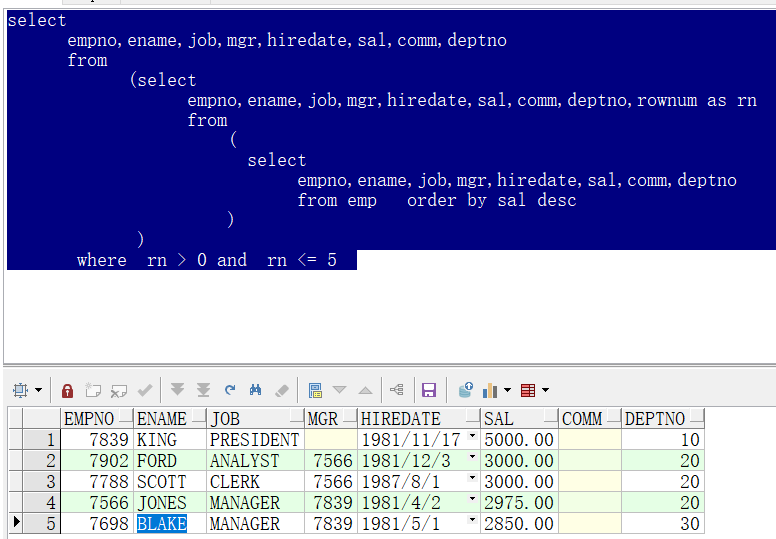 select
empno,ename,job,mgr,hiredate,sal,comm,deptno
from
(select
empno,ename,job,mgr,hiredate,sal,comm,deptno,rownum as rn
from
(
select
empno,ename,job,mgr,hiredate,sal,comm,deptno
from emp order by sal desc
)
)
where rn > 0 and rn <= 5
EMPNO ENAME JOB MGR HIREDATE SAL COMM DEPTNO
1 7839 KING PRESIDENT 1981/11/17 5000.00 10
2 7902 FORD ANALYST 7566 1981/12/3 3000.00 20
3 7788 SCOTT CLERK 7566 1987/8/1 3000.00 20
4 7566 JONES MANAGER 7839 1981/4/2 2975.00 20
5 7698 BLAKE MANAGER 7839 1981/5/1 2850.00 30